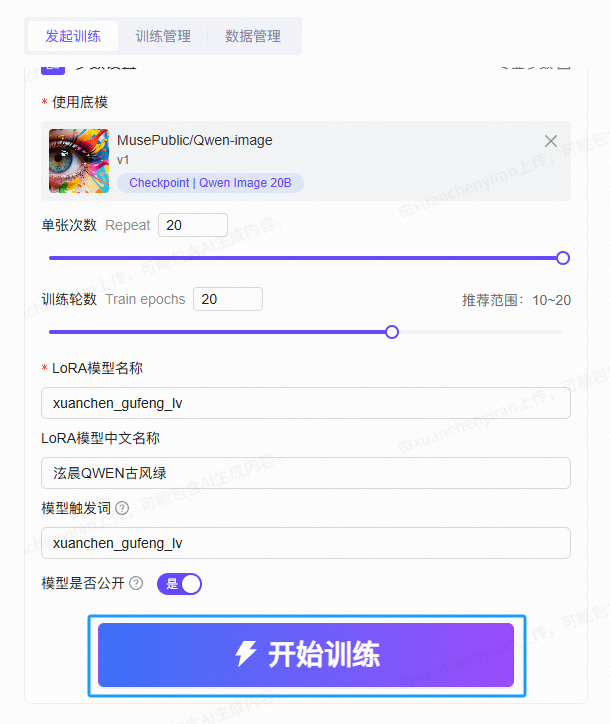 发起训练 训练管理 数据管理
* 使用底模
MusePublic/Qwen-image
v1
Checkpoint | Qwen Image 20B
单张次数 Repeat 20
训练轮数 Train epochs 20 推荐范围：10~20
* LoRA模型名称
xuanchen_gufeng_lv
LoRA模型中文名称
泫晨QWEN古风绿
模型触发词 ?
xuanchen_gufeng_lv
模型是否公开 ? 是
开始训练
由xuanchenyiran上传，可能包含AI生成内容。